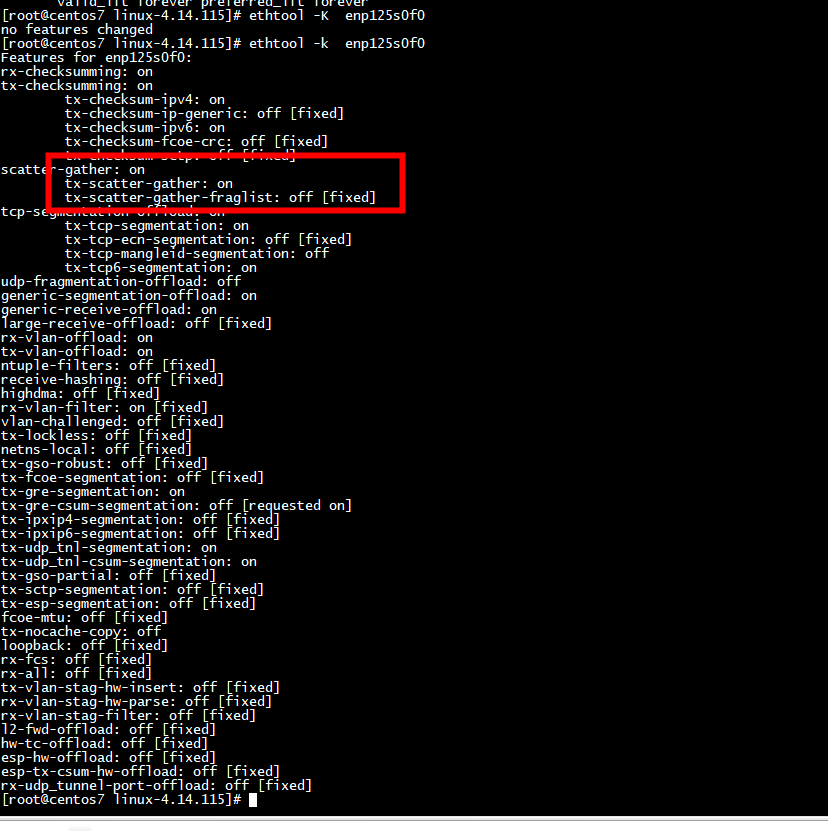 valid_lft forever preferred_lft forever
[root@centos7 linux-4.14.115]# ethtool -K  enp125s0f0
no features changed
[root@centos7 linux-4.14.115]# ethtool -k  enp125s0f0
Features for enp125s0f0:
rx-checksumming: on
tx-checksumming: on
tx-checksum-ipv4: on
tx-checksum-ip-generic: off [fixed]
tx-checksum-ipv6: on
tx-checksum-fcoe-crc: off [fixed]
tx-checksum-sctp: off [fixed]
scatter-gather: on
tx-scatter-gather: on
tx-scatter-gather-fraglist: off [fixed]
tcp-segmentation-offload: on
tx-tcp-segmentation: on
tx-tcp-ecn-segmentation: off [fixed]
tx-tcp-mangleid-segmentation: off
tx-tcp6-segmentation: on
udp-fragmentation-offload: off
generic-segmentation-offload: on
generic-receive-offload: on
large-receive-offload: off [fixed]
rx-vlan-offload: on
tx-vlan-offload: on
ntuple-filters: off [fixed]
receive-hashing: off [fixed]
highdma: off [fixed]
rx-vlan-filter: on [fixed]
vlan-challenged: off [fixed]
tx-lockless: off [fixed]
netns-local: off [fixed]
tx-gso-robust: off [fixed]
tx-fcoe-segmentation: off [fixed]
tx-gre-segmentation: on
tx-gre-csum-segmentation: off [requested on]
tx-ipxip4-segmentation: off [fixed]
tx-ipxip6-segmentation: off [fixed]
tx-udp_tnl-segmentation: on
tx-udp_tnl-csum-segmentation: on
tx-gso-partial: off [fixed]
tx-sctp-segmentation: off [fixed]
tx-esp-segmentation: off [fixed]
fcoe-mtu: off [fixed]
tx-nocache-copy: off
loopback: off [fixed]
rx-fcs: off [fixed]
rx-all: off [fixed]
tx-vlan-stag-hw-insert: off [fixed]
rx-vlan-stag-hw-parse: off [fixed]
rx-vlan-stag-filter: off [fixed]
l2-fwd-offload: off [fixed]
hw-tc-offload: off [fixed]
esp-hw-offload: off [fixed]
esp-tx-csum-hw-offload: off [fixed]
rx-udp_tunnel-port-offload: off [fixed]
[root@centos7 linux-4.14.115]#